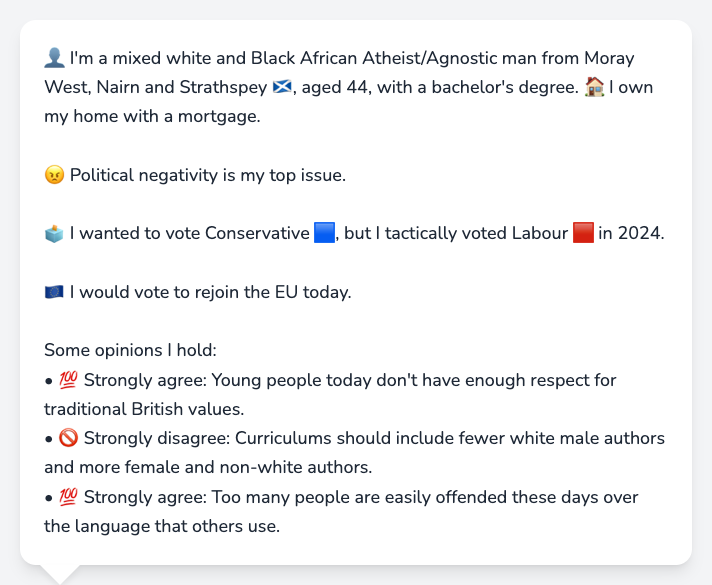 👤 I'm a mixed white and Black African Atheist/Agnostic man from Moray
West, Nairn and Strathspey 🏴󠁧󠁢󠁳󠁣󠁴󠁿, aged 44, with a bachelor's degree. 🏠 I own
my home with a mortgage.
😠 Political negativity is my top issue.
🗳️ I wanted to vote Conservative 🟦, but I tactically voted Labour 🟥 in 2024.
🇪🇺 I would vote to rejoin the EU today.
Some opinions I hold:
• 💯 Strongly agree: Young people today don't have enough respect for
traditional British values.
• 🚫 Strongly disagree: Curriculums should include fewer white male authors
and more female and non-white authors.
• 💯 Strongly agree: Too many people are easily offended these days over
the language that others use.